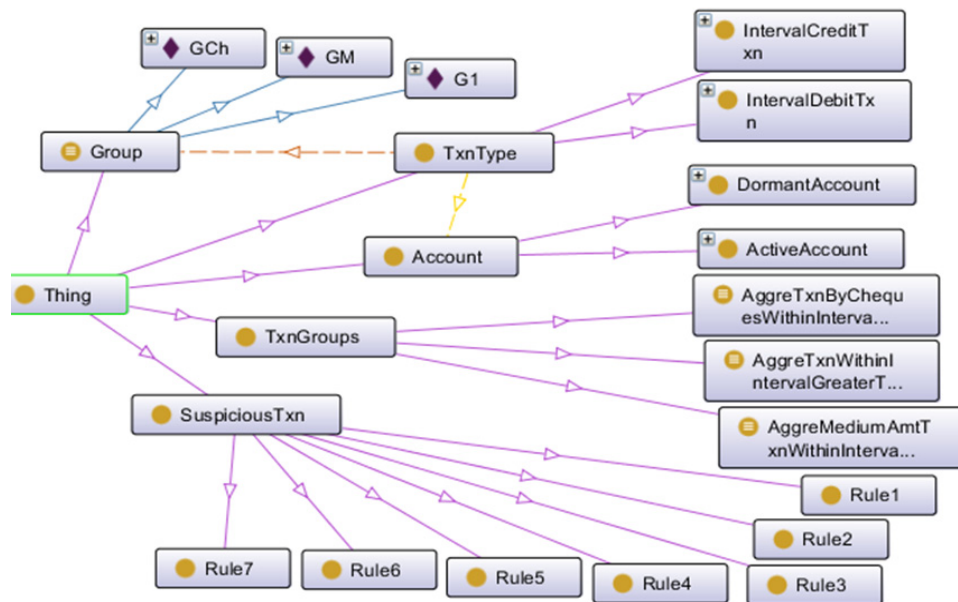 GCh
GM
G1
IntervalCreditT
xn
IntervalDebitTx
n
Group
TxnType
DormantAccount
Account
ActiveAccount
Thing
AggreTxnByChequ
esWithinInterva...
TxnGroups
AggreTxnWithinI
ntervalGreaterT...
SuspiciousTxn
AggreMediumAmtT
xnWithinInterva...
Rule1
Rule2
Rule7
Rule6
Rule5
Rule4
Rule3